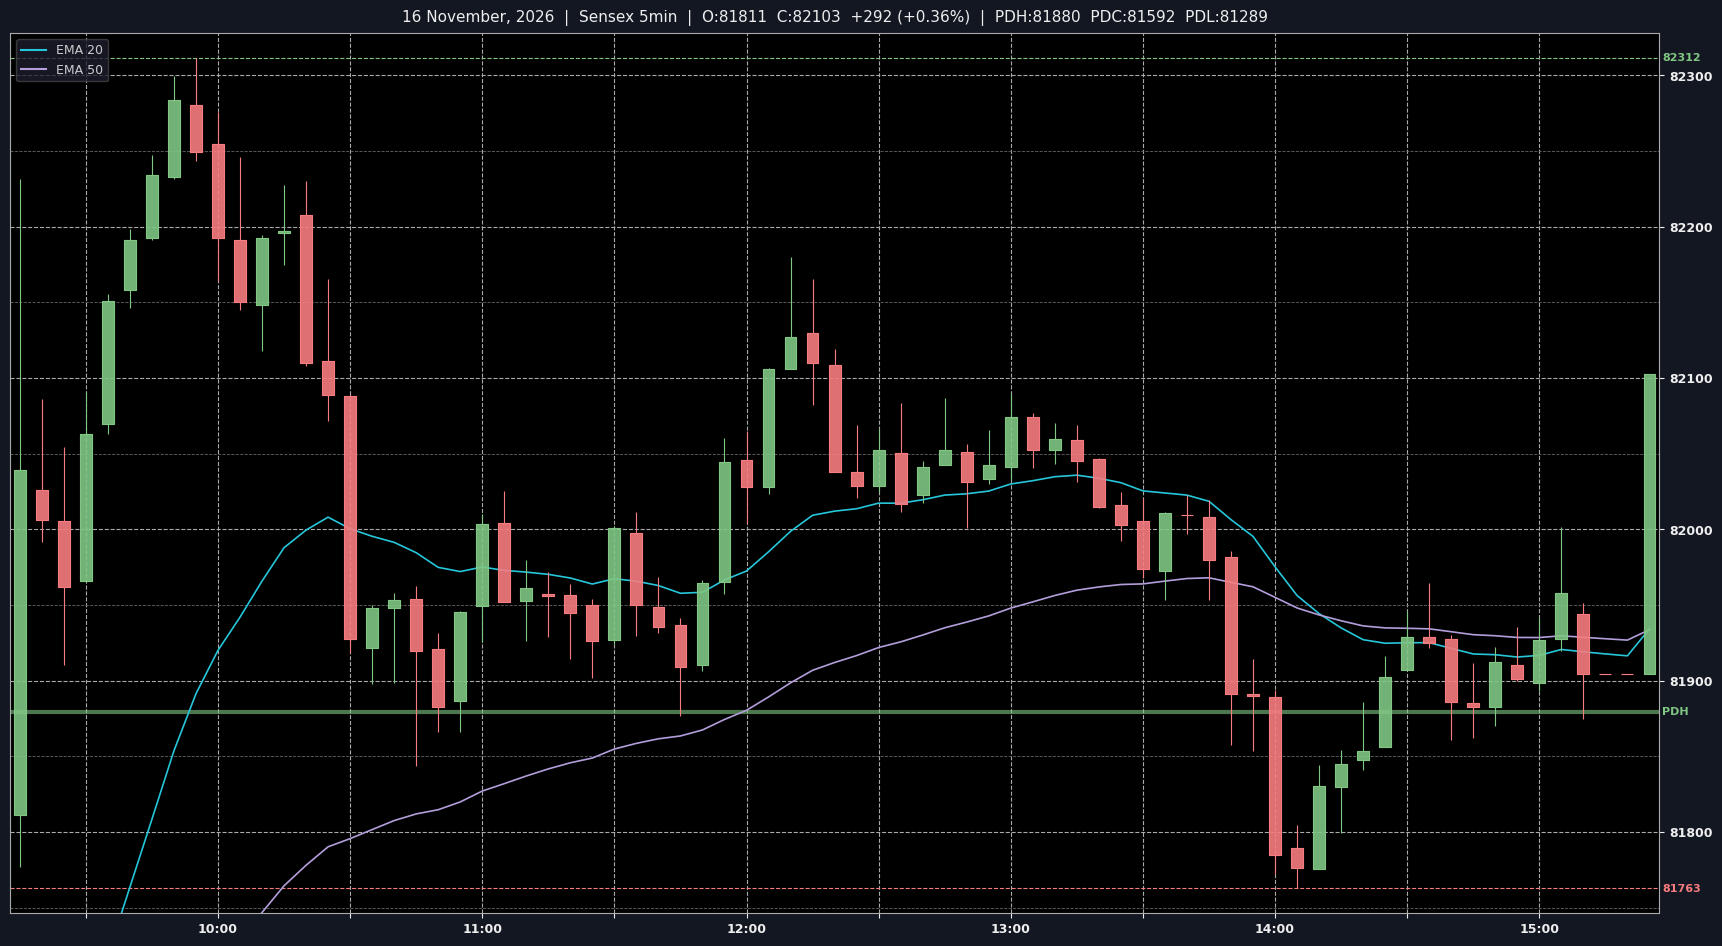 16 November, 2026 | Sensex 5min | O:81811 C:82103 +292 (+0.36%) | PDH:81880 PDC:81592 PDL:81289
EMA 20
EMA 50
82312
82300
82200
82100
82000
81900
PDH
81800
81763
10:00 11:00 12:00 13:00 14:00 15:00